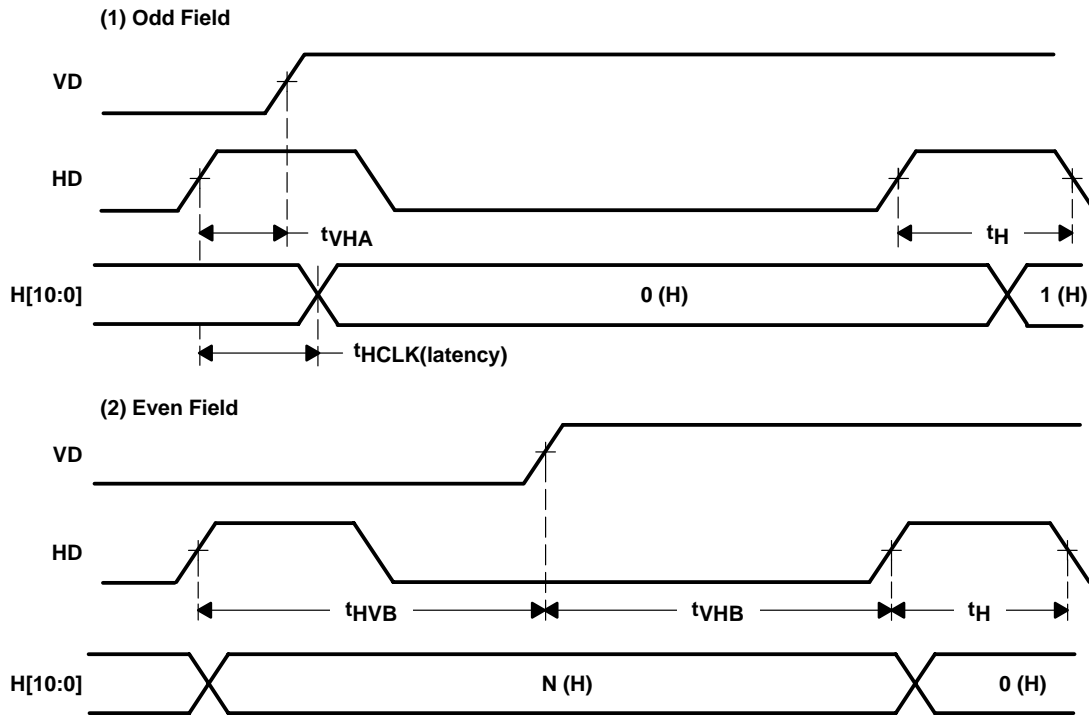 (1) Odd Field
VD
HD
tVHA
tH
H[10:0]
0 (H)
1 (H)
tHCLK(latency)
(2) Even Field
VD
HD
tHVB
tVHB
tH
H[10:0]
N (H)
0 (H)